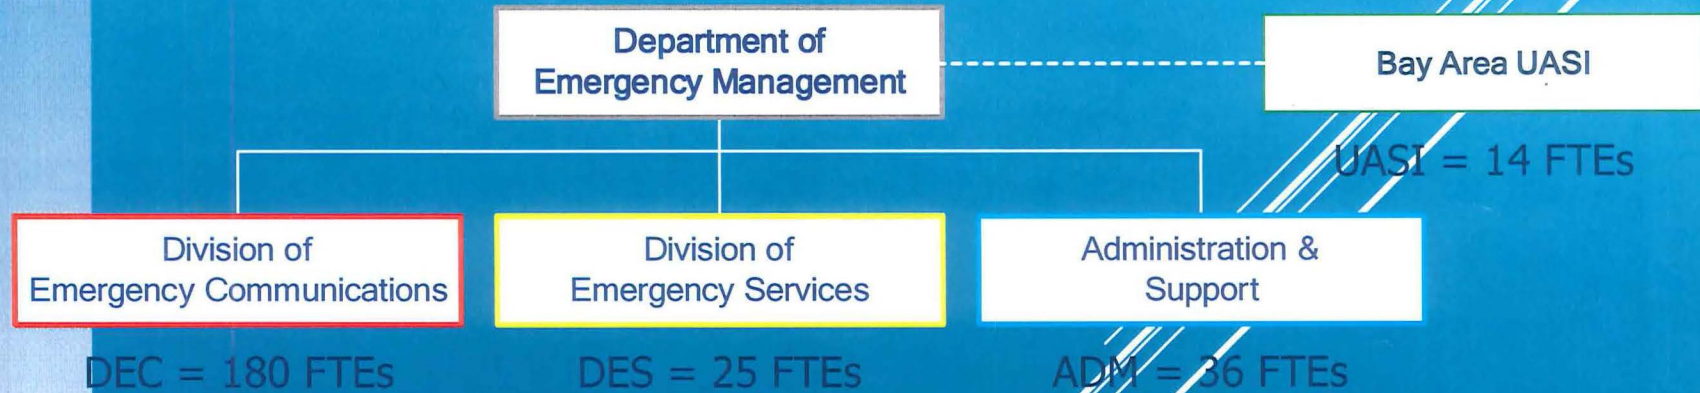 Department of
Emergency Management
Bay Area UASI
UASI = 14 FTEs
Division of
Emergency Communications
Division of
Emergency Services
Administration &
Support
DEC = 180 FTEs
DES = 25 FTEs
ADM = 36 FTEs